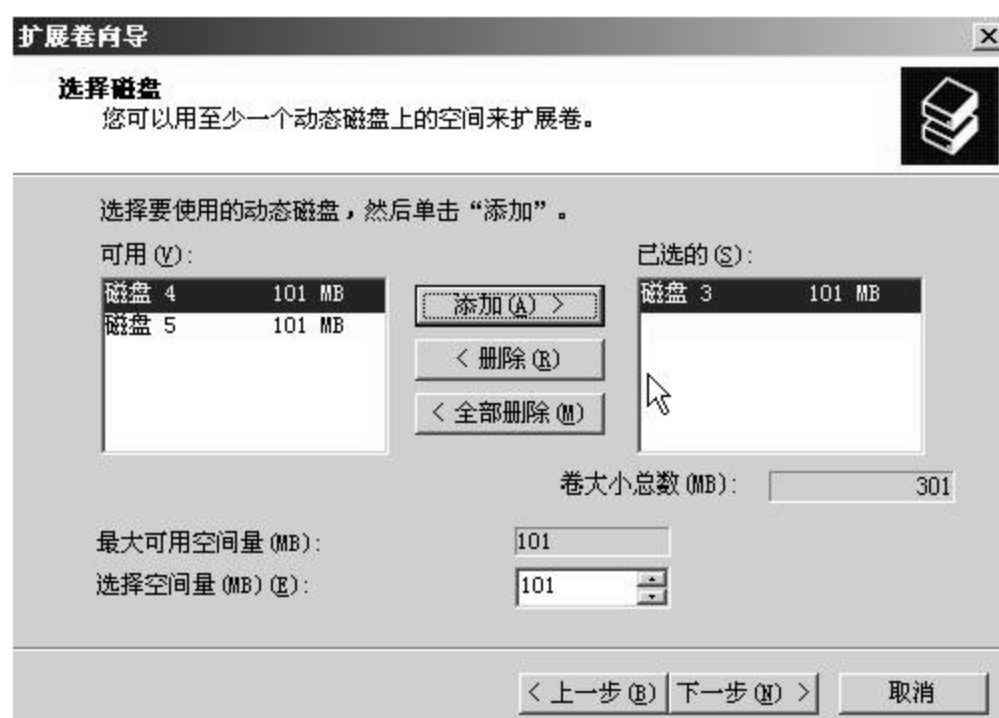 扩展卷向导
选择磁盘
您可以用至少一个动态磁盘上的空间来扩展卷。
选择要使用的动态磁盘，然后单击“添加”。
可用(V):
已选的(S):
磁盘 4 101 MB
磁盘 5 101 MB
添加(A) >
< 删除(R)
< 全部删除(M)
磁盘 3 101 MB
卷大小总数(MB): 301
最大可用空间量(MB): 101
选择空间量(MB)(E): 101
< 上一步(B) 下一步(N) > 取消